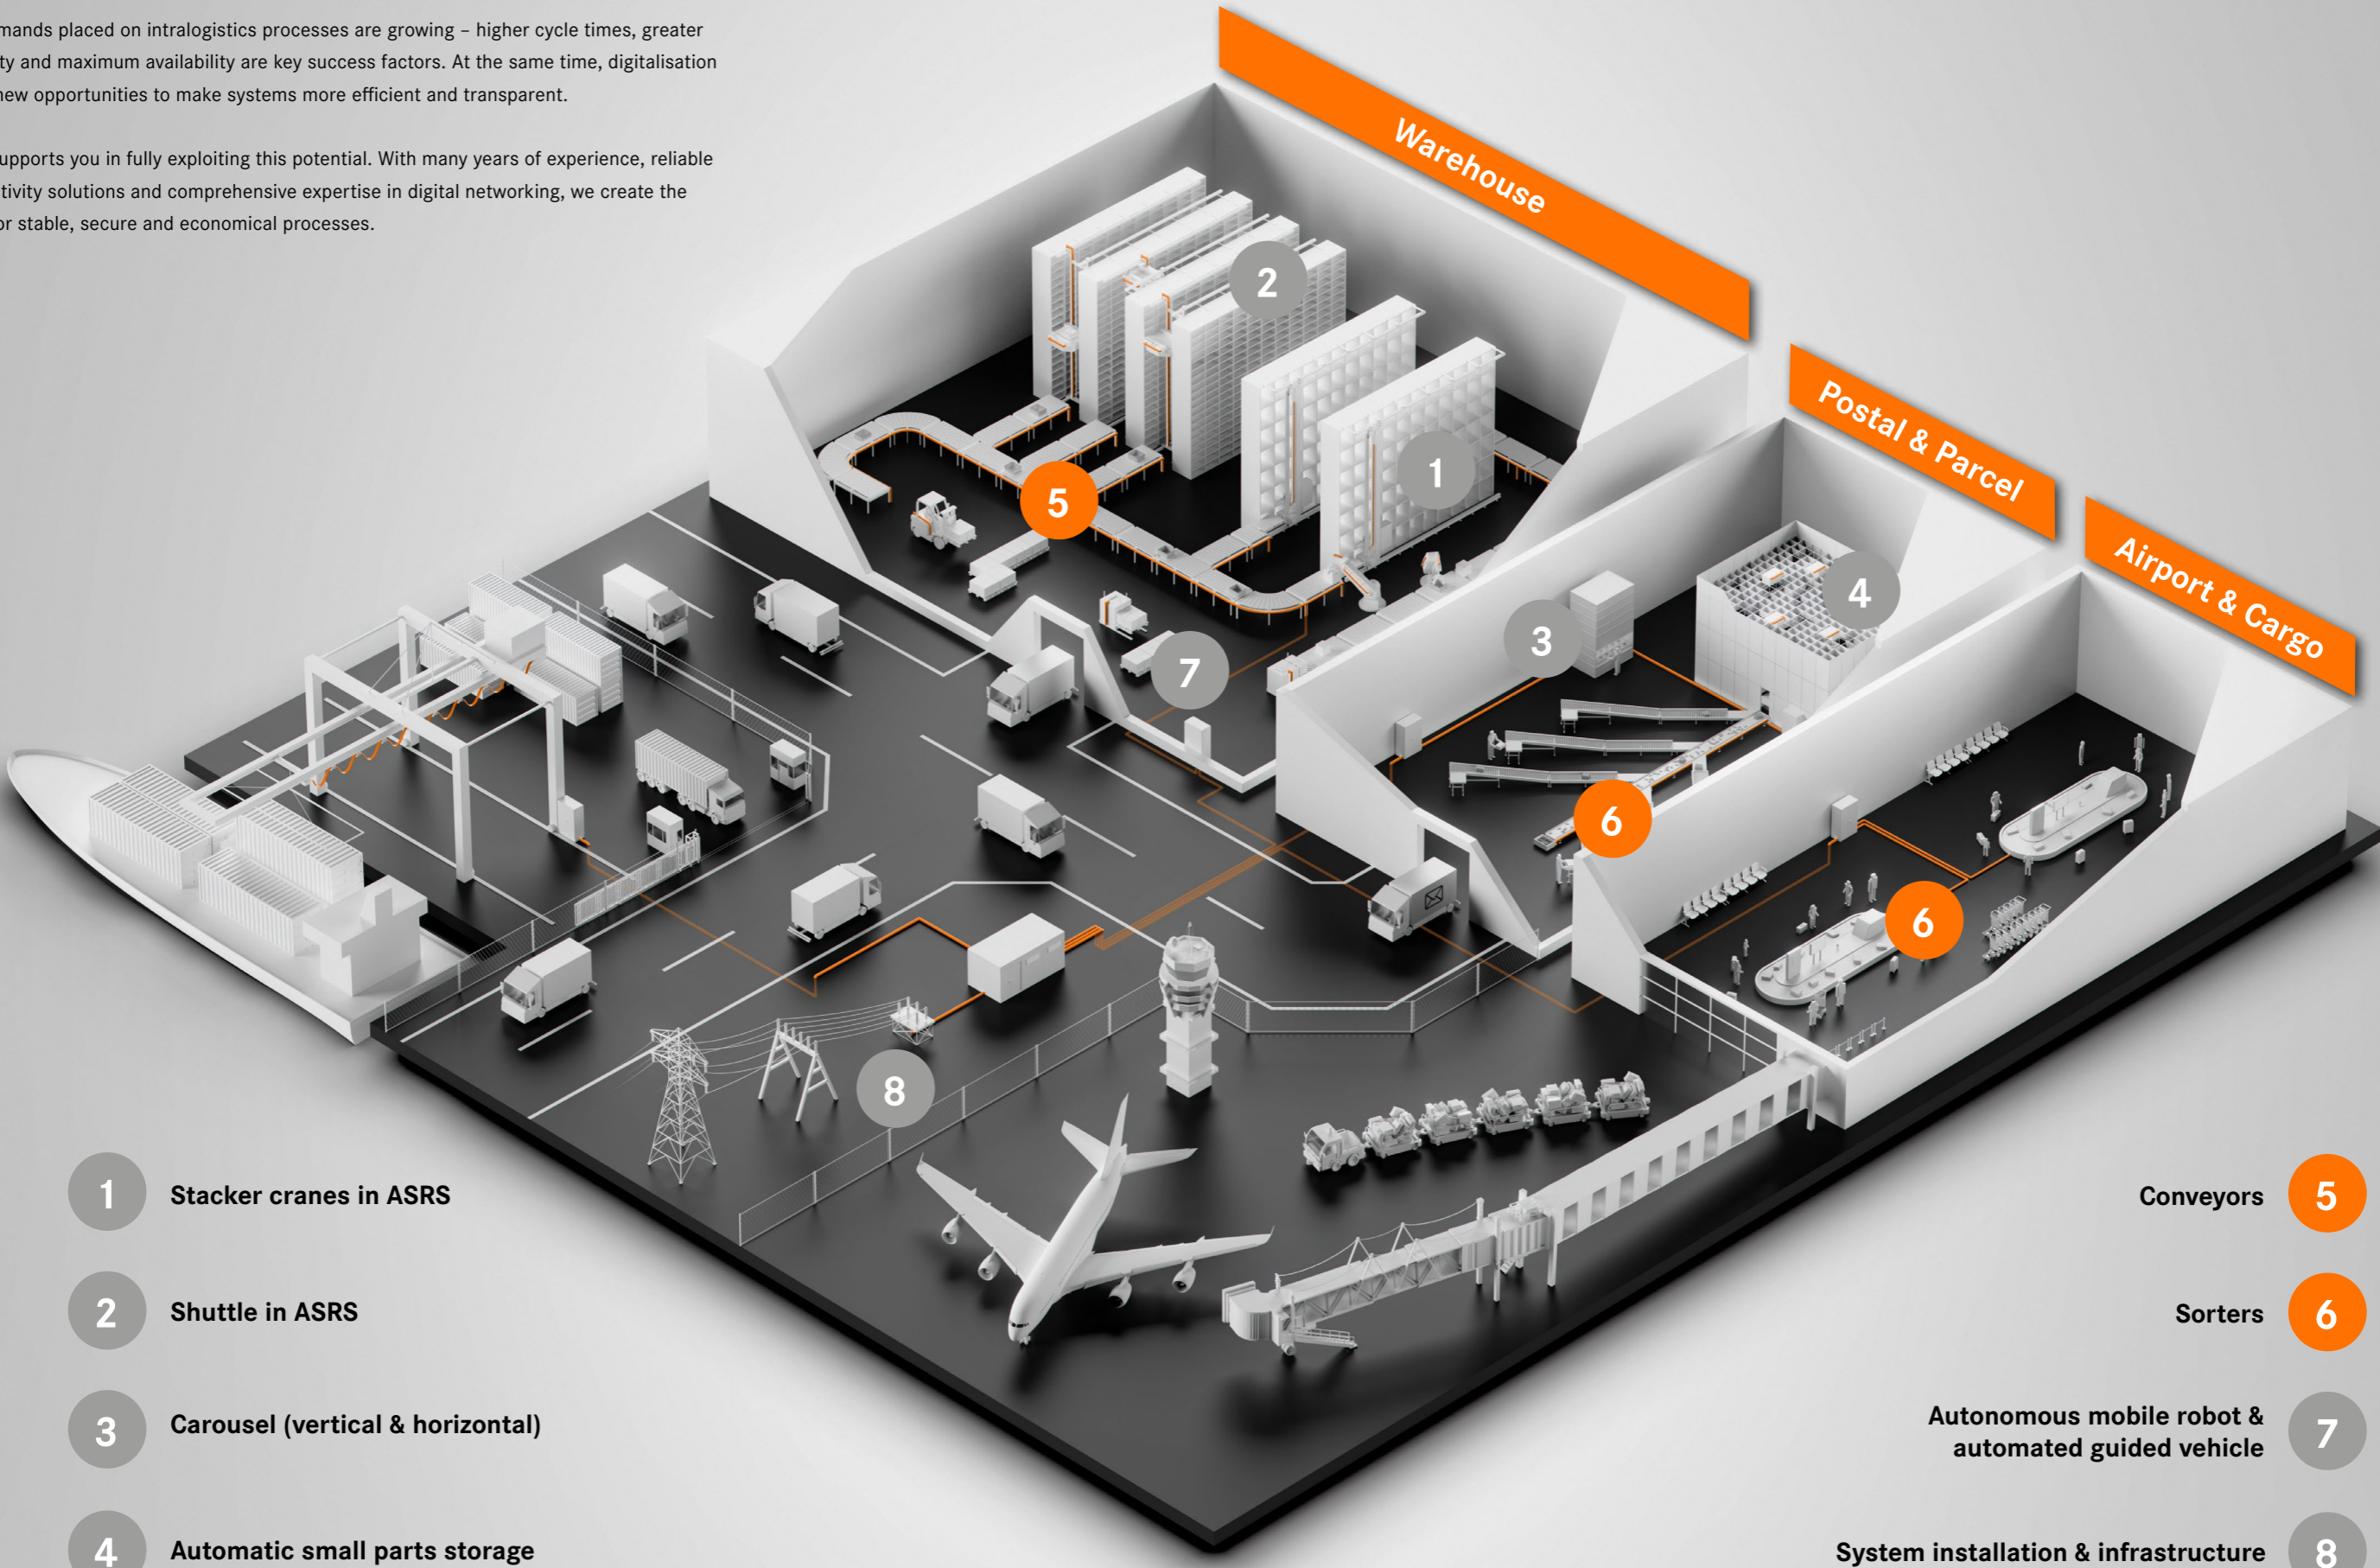 mands placed on intralogistics processes are growing – higher cycle times, greater
ty and maximum availability are key success factors. At the same time, digitalisation
new opportunities to make systems more efficient and transparent.
upports you in fully exploiting this potential. With many years of experience, reliable
tivity solutions and comprehensive expertise in digital networking, we create the
or stable, secure and economical processes.
Warehouse
Postal & Parcel
Airport & Cargo
2
1
5
4
3
7
6
6
8
1 Stacker cranes in ASRS
2 Shuttle in ASRS
3 Carousel (vertical & horizontal)
4 Automatic small parts storage
Conveyors 5
Sorters 6
Autonomous mobile robot &
automated guided vehicle 7
System installation & infrastructure 8